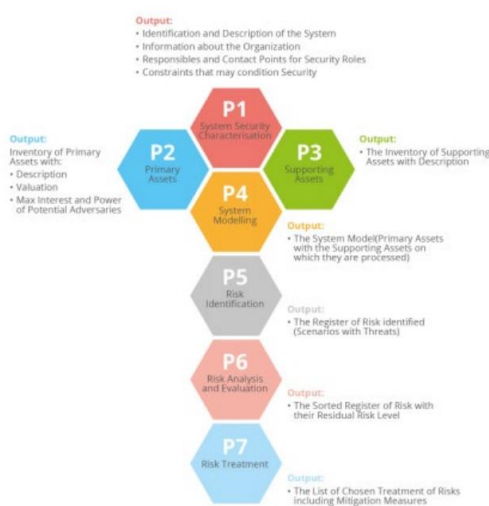 Output:
• Identification and Description of the System
• Information about the Organization
• Responsibles and Contact Points for Security Roles
• Constraints that may condition Security
P1
System Security
Characterisation
Output:
Inventory of Primary
Assets with:
• Description
• Valuation
• Max Interest and Power
of Potential Adversaries
P2
Primary
Assets
P3
Supporting
Assets
Output:
• The Inventory of Supporting
Assets with Description
P4
System
Modelling
Output:
• The System Model(Primary Assets
with the Supporting Assets on
which they are processed)
P5
Risk
Identification
Output:
• The Register of Risk identified
(Scenarios with Threats)
P6
Risk Analysis
and Evaluation
Output:
• The Sorted Register of Risk with
their Residual Risk Level
P7
Risk Treatment
Output:
• The List of Chosen Treatment of Risks
including Mitigation Measures